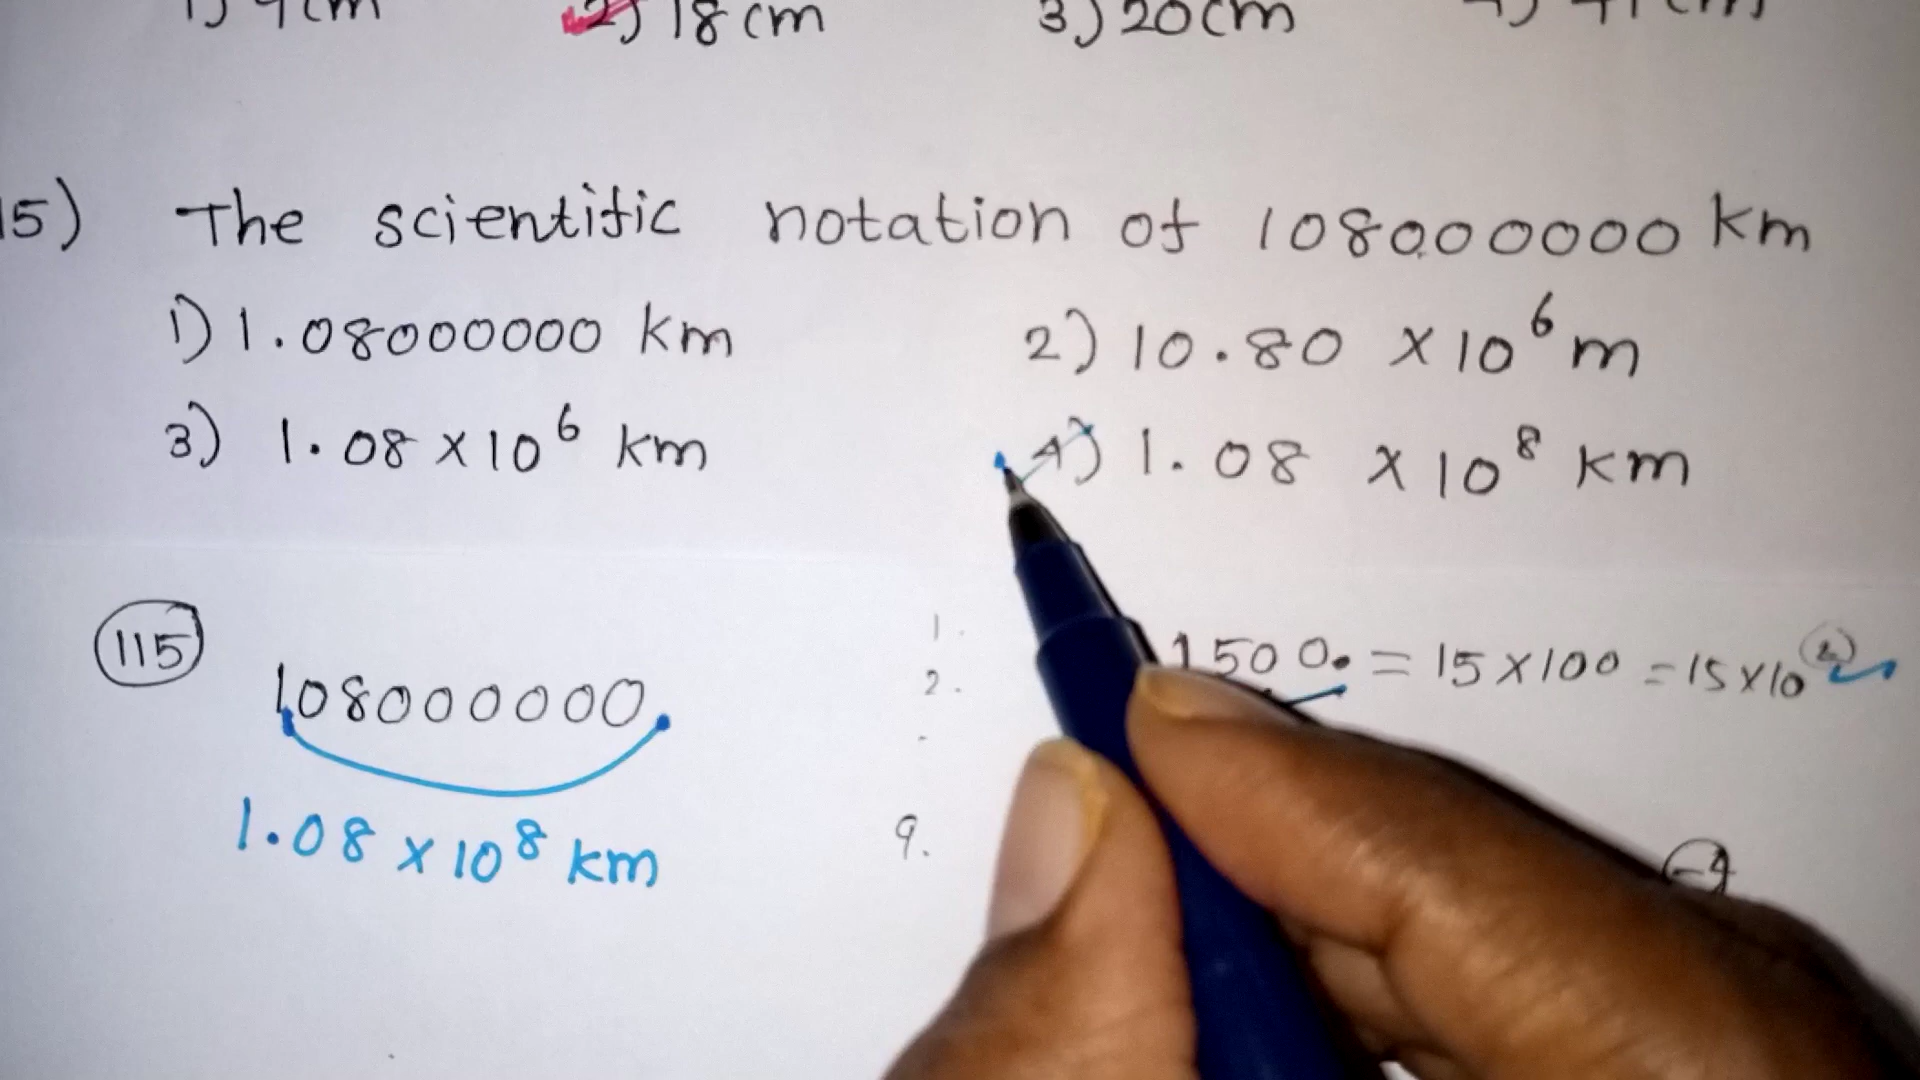 2) 18 cm 3) 20 cm
15) The scientific notation of 108000000 km
1) 1.08000000 km 2) 10.80 × 10⁶ m
3) 1.08 × 10⁶ km 4) 1.08 × 10⁸ km
115 108000000
1.08 × 10⁸ km
1.
2. 1500. = 15 × 100 = 15 × 10²
9. -4